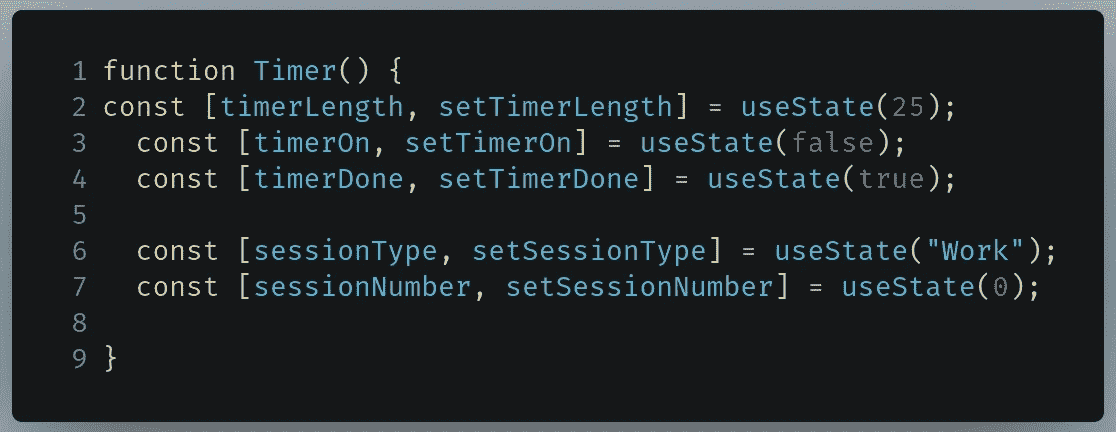 1 function Timer() {
2 const [timerLength, setTimerLength] = useState(25);
3   const [timerOn, setTimerOn] = useState(false);
4   const [timerDone, setTimerDone] = useState(true);
5
6   const [sessionType, setSessionType] = useState("Work");
7   const [sessionNumber, setSessionNumber] = useState(0);
8
9 }